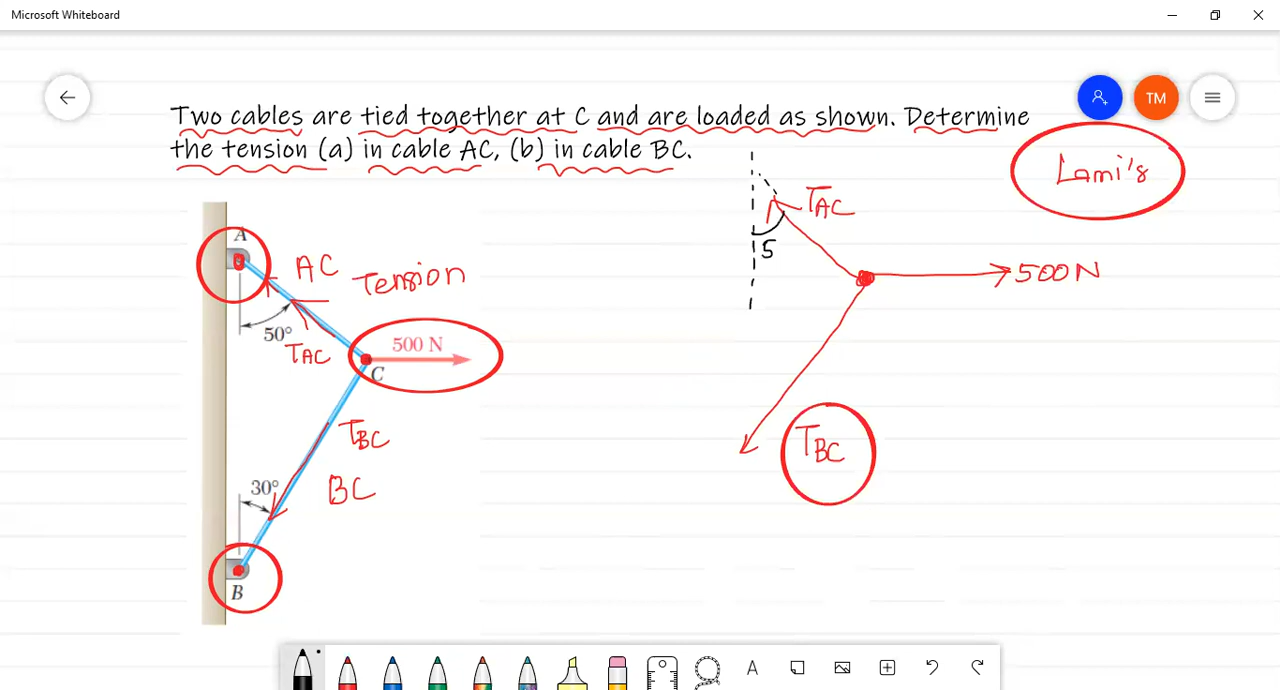 Microsoft Whiteboard
TM
Two cables are tied together at C and are loaded as shown. Determine
the tension (a) in cable AC, (b) in cable BC.
Lami's
A
AC
Tension
50°
TAC
500 N
C
TBC
30°
BC
B
TAC
5
500N
TBC
A